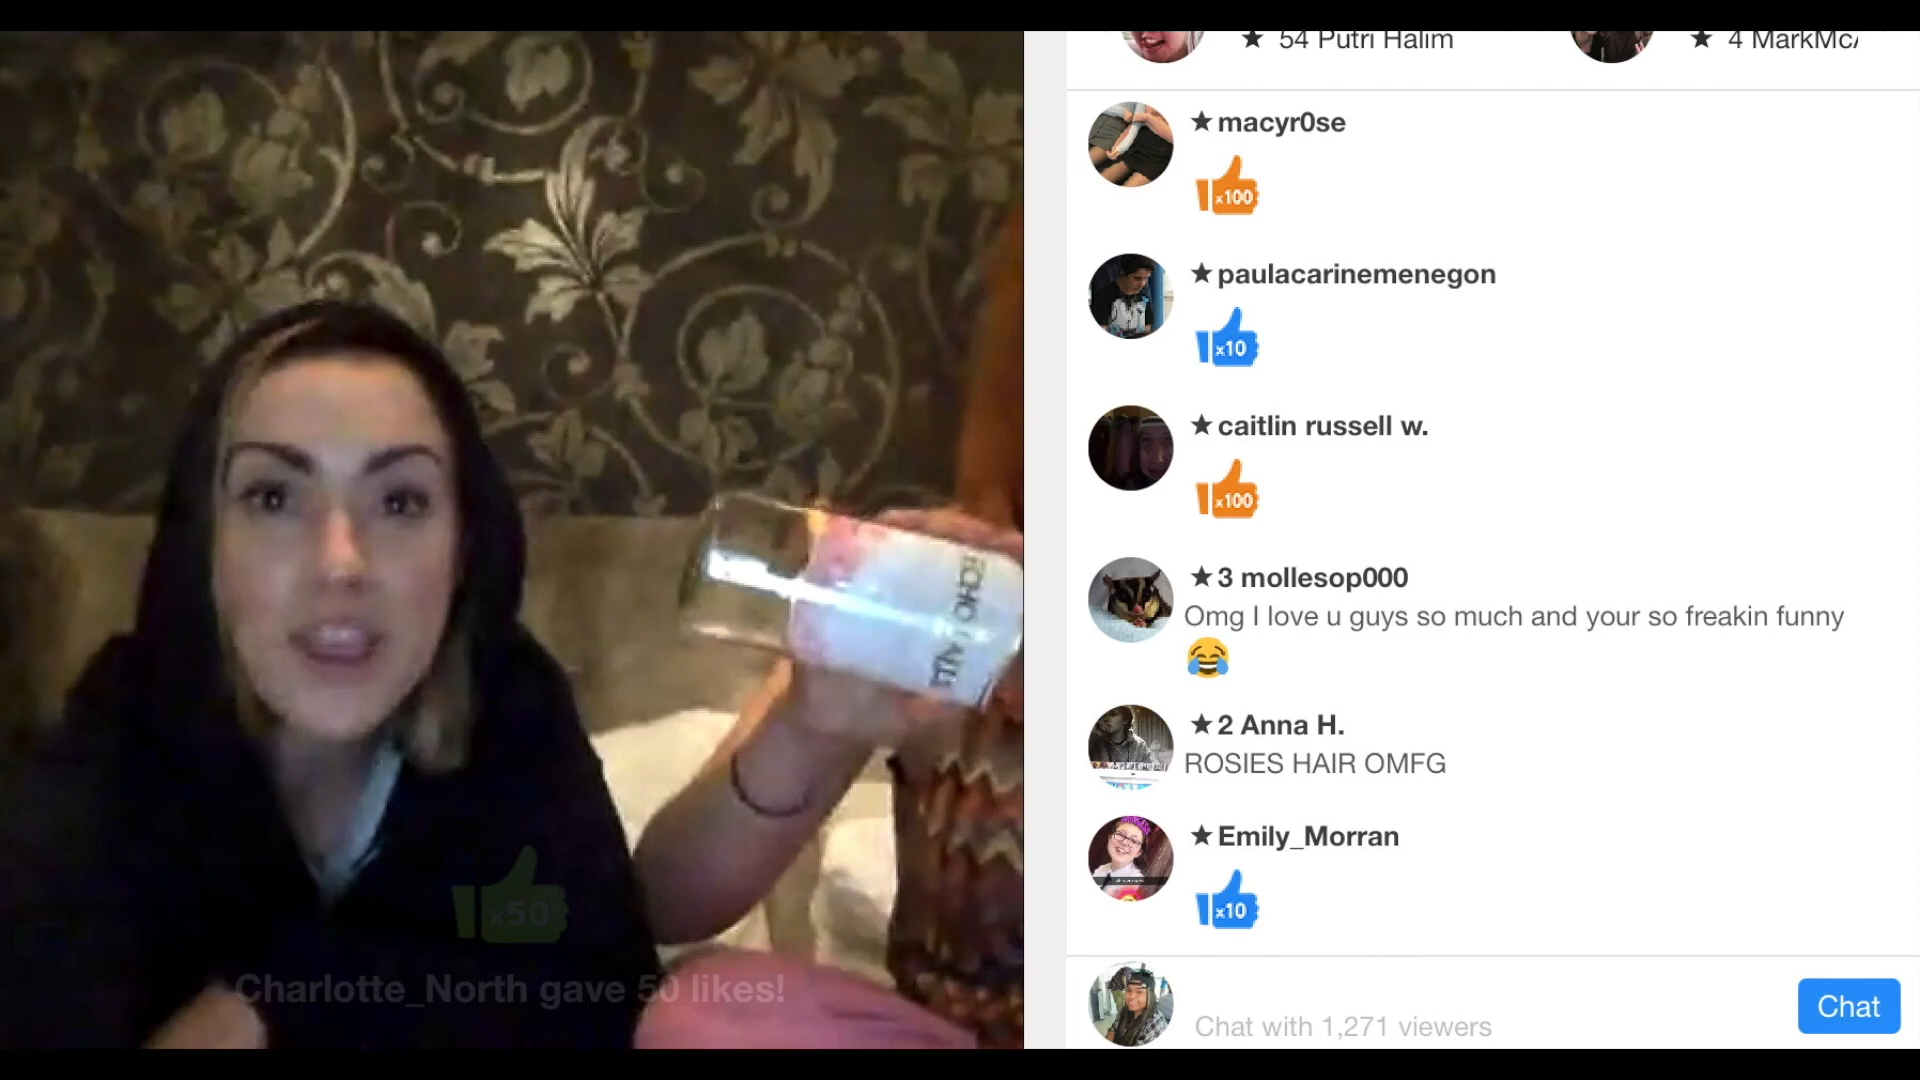 ★ 54 Putri Halim
★ 4 MarkMc
★ macyr0se
x100
★ paulacarinemenegon
x10
★ caitlin russell w.
x100
★ 3 mollesop000
Omg I love u guys so much and your so freakin funny
😂
★ 2 Anna H.
ROSIES HAIR OMFG
★ Emily_Morran
x10
Chat with 1,271 viewers
Chat
ECHO FALLS
x50
Charlotte_North gave 50 likes!